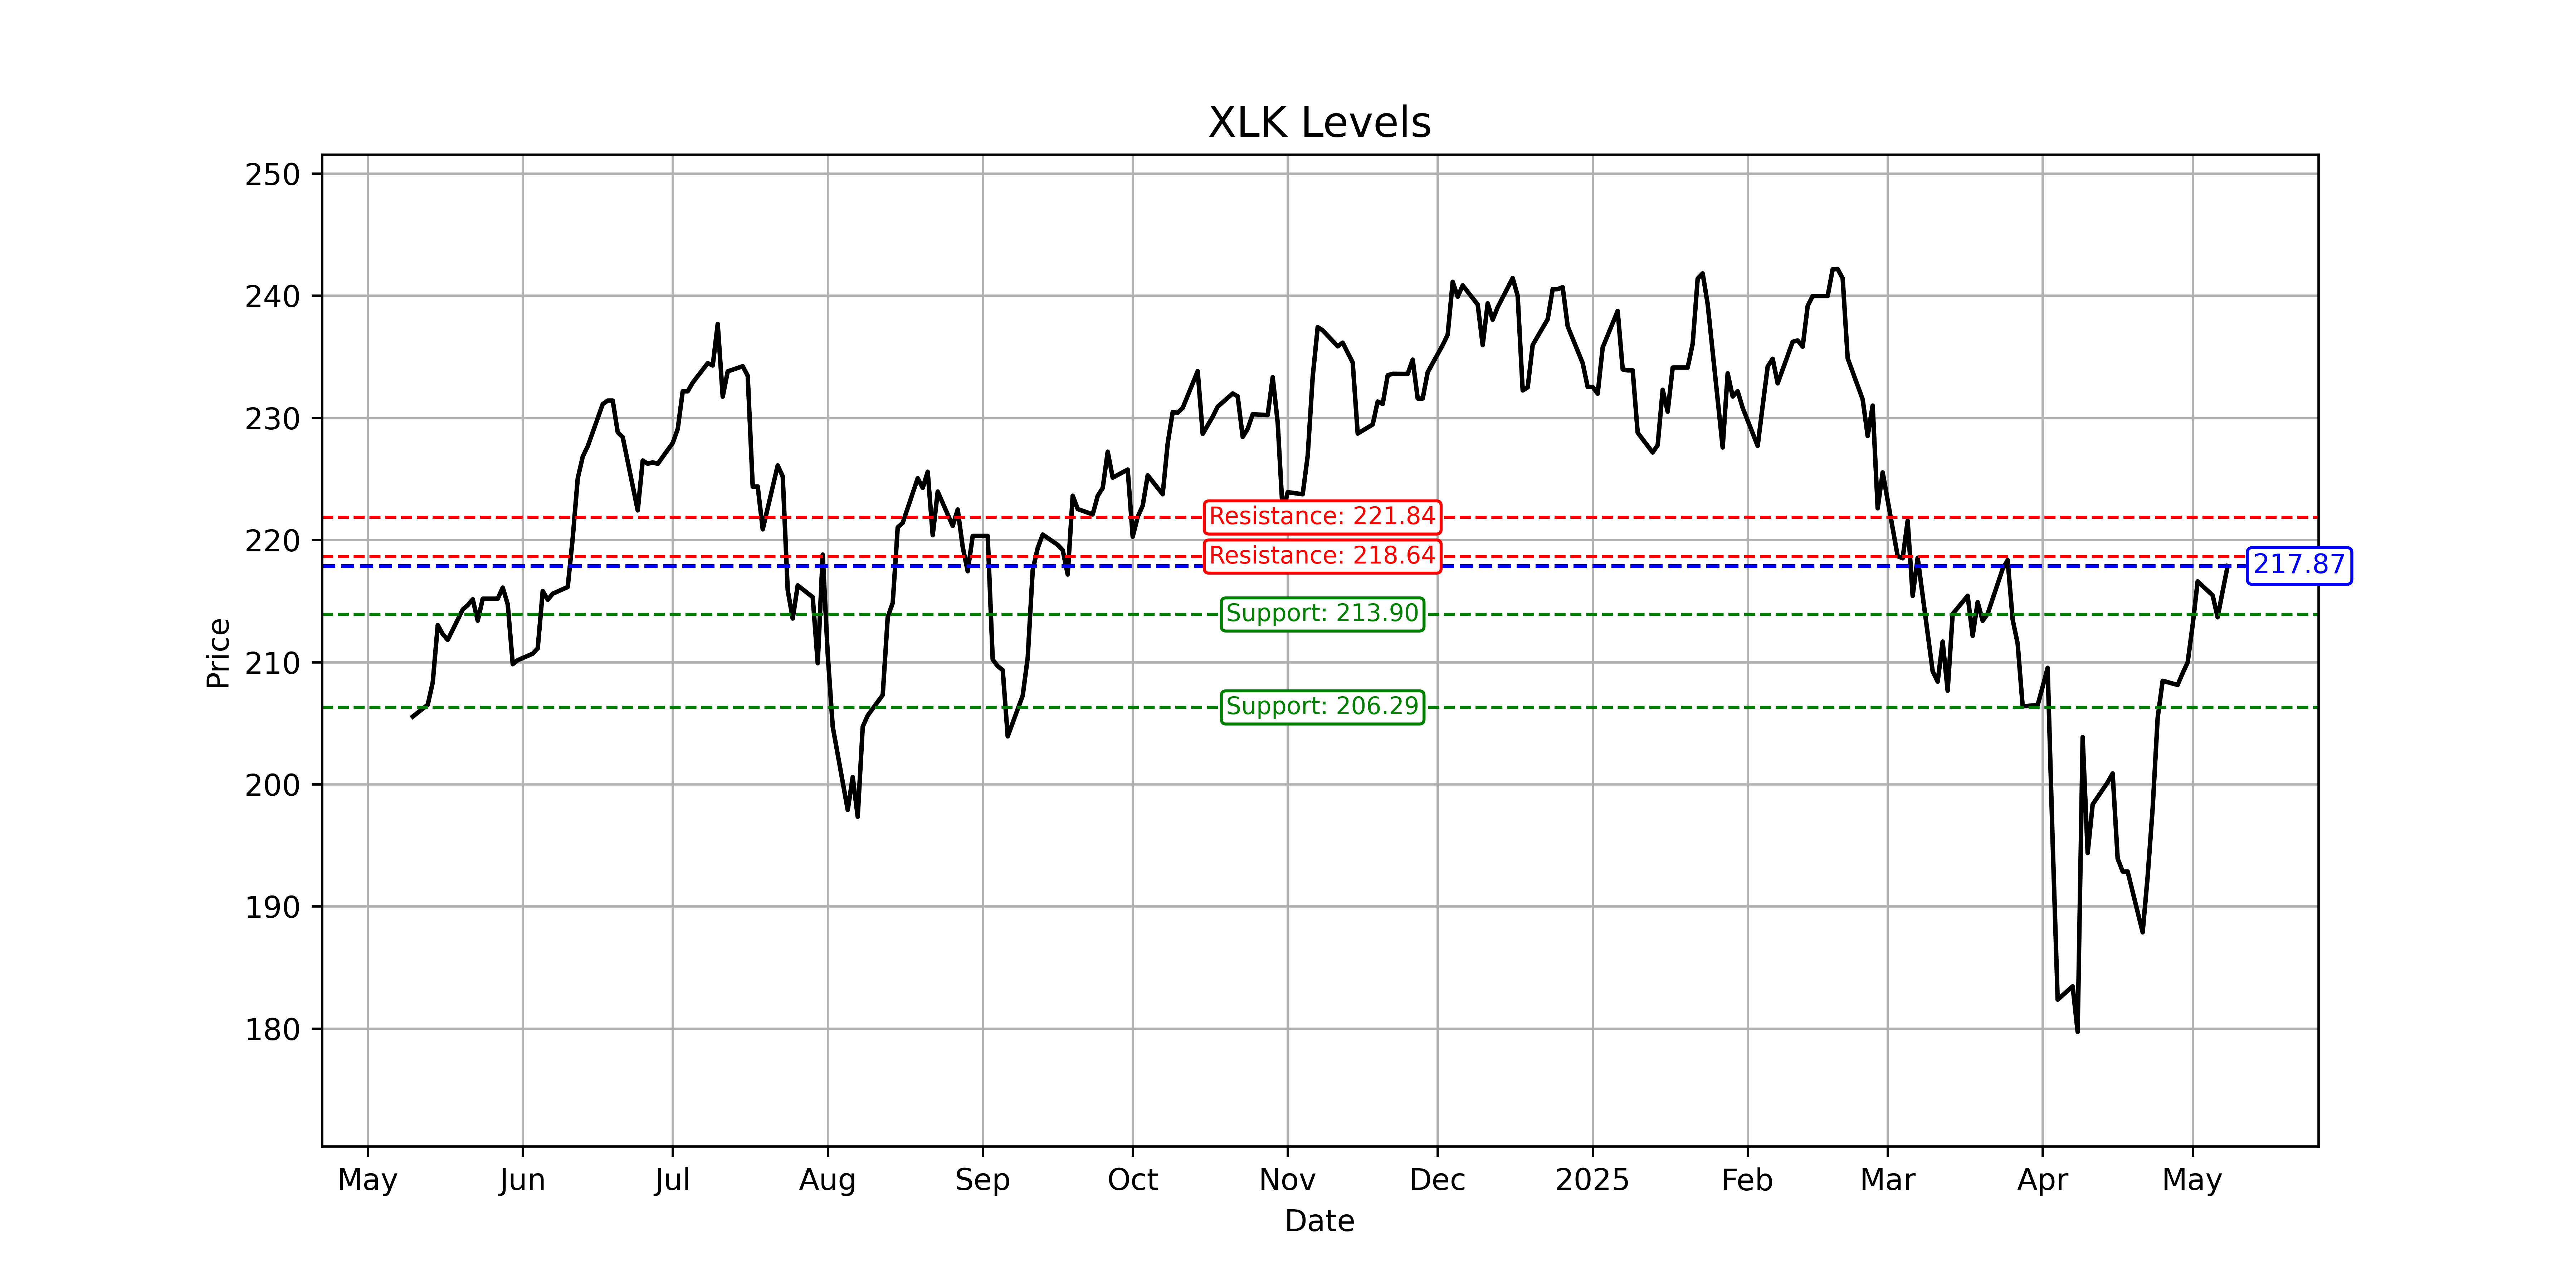 XLK Levels
250
240
230
220
210
200
190
180
Price
Resistance: 221.84
Resistance: 218.64
217.87
Support: 213.90
Support: 206.29
May Jun Jul Aug Sep Oct Nov Dec 2025 Feb Mar Apr May
Date